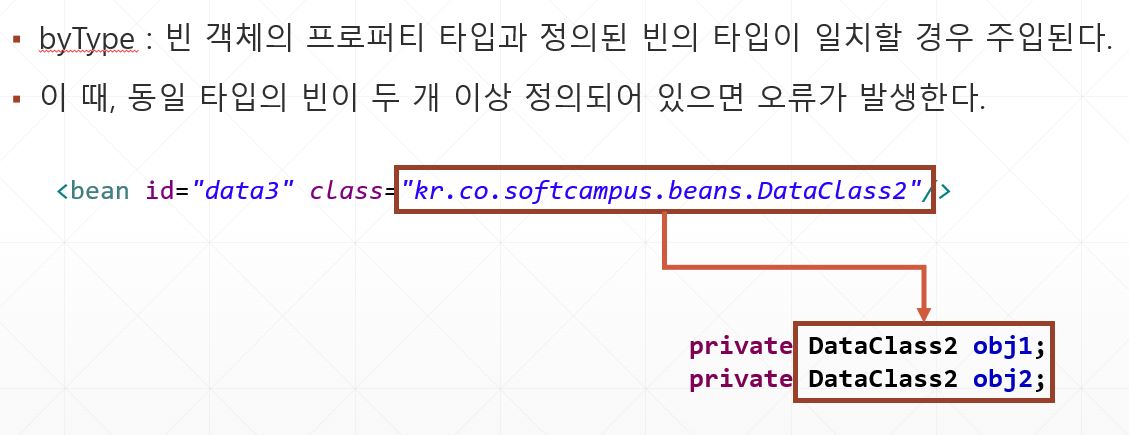 ▪ byType : 빈 객체의 프로퍼티 타입과 정의된 빈의 타입이 일치할 경우 주입된다.
▪ 이 때, 동일 타입의 빈이 두 개 이상 정의되어 있으면 오류가 발생한다.
<bean id="data3" class="kr.co.softcampus.beans.DataClass2"/>
private DataClass2 obj1;
private DataClass2 obj2;